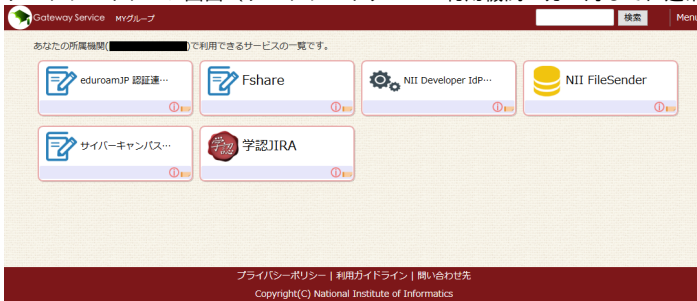 Gateway Service MYグループ 検索 Menu
あなたの所属機関( )で利用できるサービスの一覧です。
eduroamJP 認証連… Fshare NII Developer IdP… NII FileSender
サイバーキャンパス… 学認 学認JIRA
プライバシーポリシー | 利用ガイドライン | 問い合わせ先
Copyright(C) National Institute of Informatics